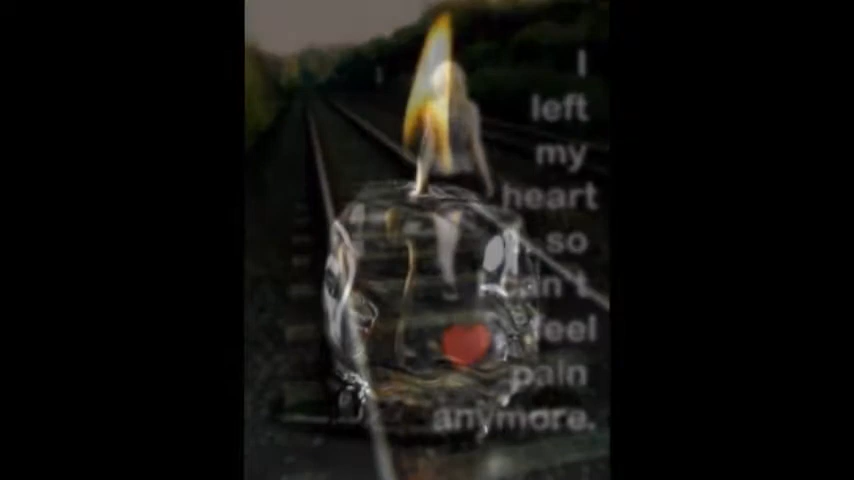 I
left
my
heart
so
I can't
feel
pain
anymore.